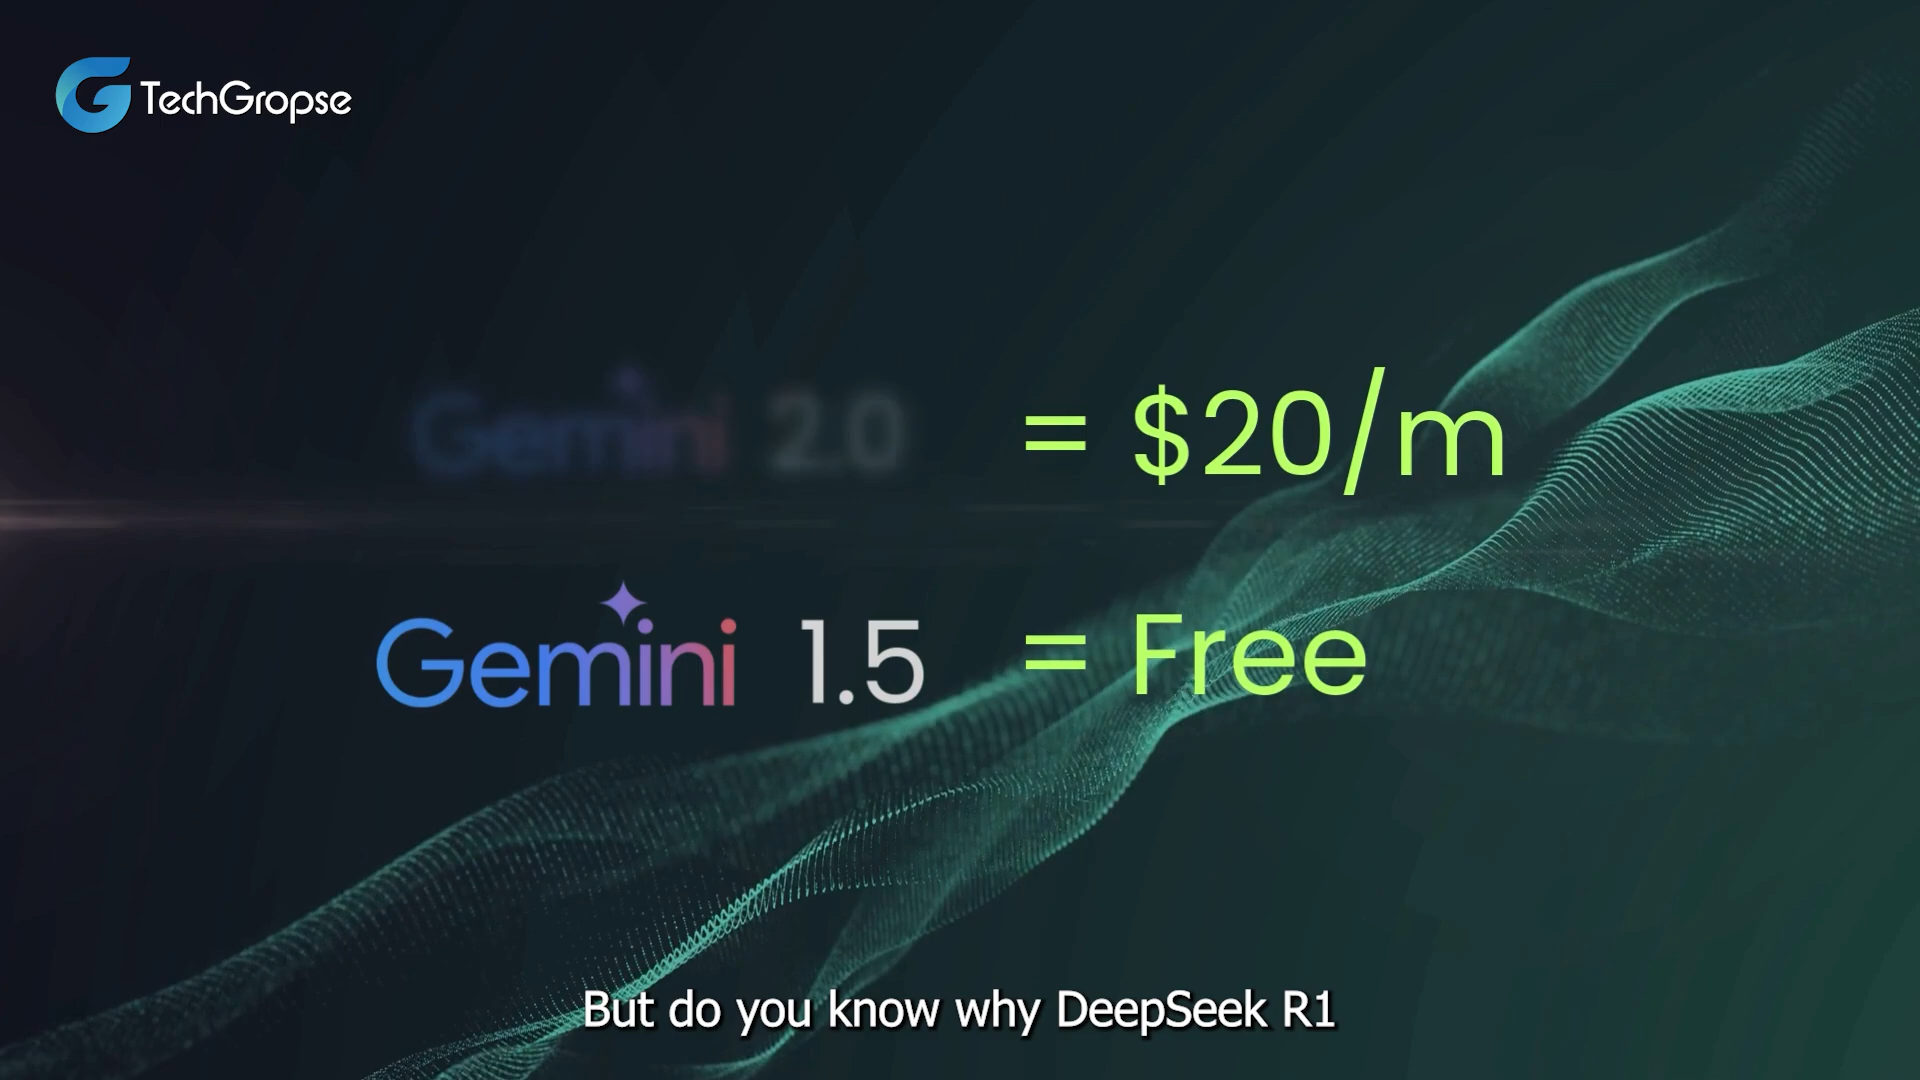 TechGropse
Gemini 2.0 = $20/m
Gemini 1.5 = Free
But do you know why DeepSeek R1